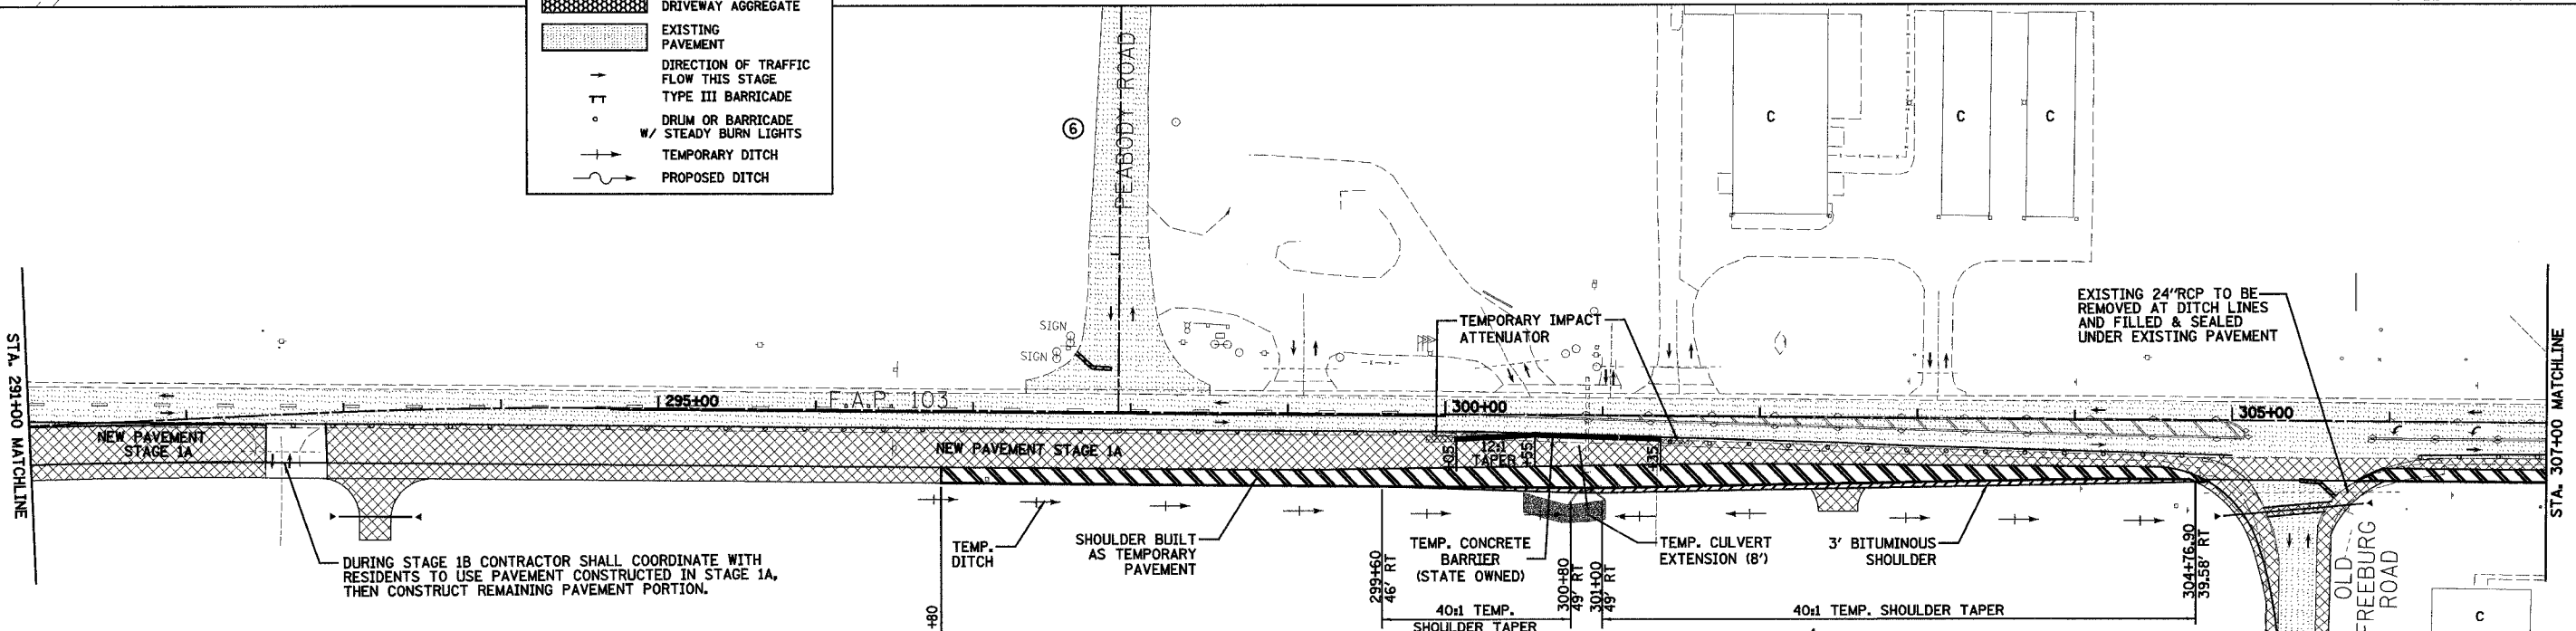 DRIVEWAY AGGREGATE
EXISTING
PAVEMENT
DIRECTION OF TRAFFIC
FLOW THIS STAGE
TYPE III BARRICADE
DRUM OR BARRICADE
W/ STEADY BURN LIGHTS
TEMPORARY DITCH
PROPOSED DITCH
6
PEABODY ROAD
C
C
C
SIGN
SIGN
TEMPORARY IMPACT
ATTENUATOR
EXISTING 24"RCP TO BE
REMOVED AT DITCH LINES
AND FILLED & SEALED
UNDER EXISTING PAVEMENT
STA. 291+00 MATCHLINE
STA. 307+00 MATCHLINE
295+00
F.A.P. 103
300+00
305+00
NEW PAVEMENT
STAGE 1A
NEW PAVEMENT STAGE 1A
+05
12:1
TAPER
+55
+35
DURING STAGE 1B CONTRACTOR SHALL COORDINATE WITH
RESIDENTS TO USE PAVEMENT CONSTRUCTED IN STAGE 1A,
THEN CONSTRUCT REMAINING PAVEMENT PORTION.
+80
TEMP.
DITCH
SHOULDER BUILT
AS TEMPORARY
PAVEMENT
299+60
46' RT
TEMP. CONCRETE
BARRIER
(STATE OWNED)
300+80
49' RT
301+00
49' RT
TEMP. CULVERT
EXTENSION (8')
3' BITUMINOUS
SHOULDER
304+76.90
39.58' RT
40:1 TEMP.
SHOULDER TAPER
40:1 TEMP. SHOULDER TAPER
OLD
FREEBURG
ROAD
C